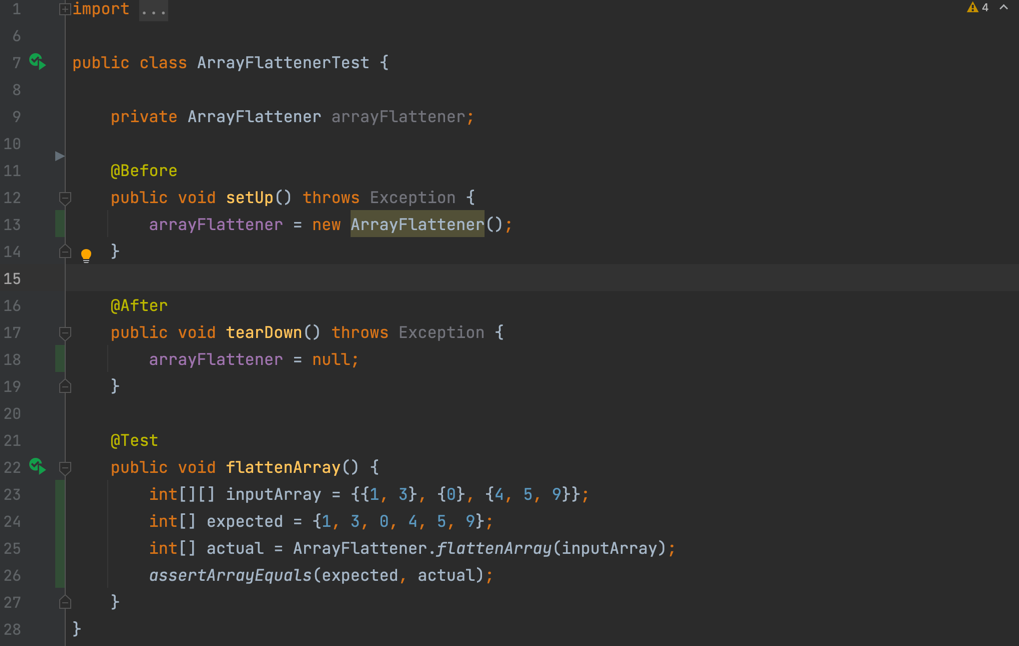 1 import ...
6
7 public class ArrayFlattenerTest {
8
9 private ArrayFlattener arrayFlattener;
10
11 @Before
12 public void setUp() throws Exception {
13 arrayFlattener = new ArrayFlattener();
14 }
15
16 @After
17 public void tearDown() throws Exception {
18 arrayFlattener = null;
19 }
20
21 @Test
22 public void flattenArray() {
23 int[][] inputArray = {{1, 3}, {0}, {4, 5, 9}};
24 int[] expected = {1, 3, 0, 4, 5, 9};
25 int[] actual = ArrayFlattener.flattenArray(inputArray);
26 assertArrayEquals(expected, actual);
27 }
28 }
4